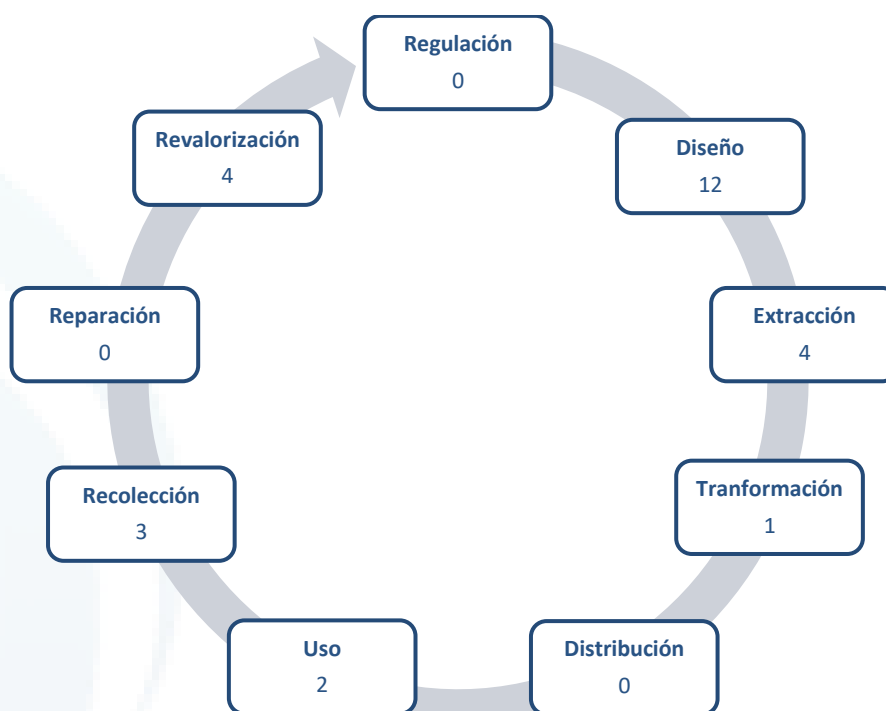 Regulación
0
Diseño
12
Extracción
4
Tranformación
1
Distribución
0
Uso
2
Recolección
3
Reparación
0
Revalorización
4